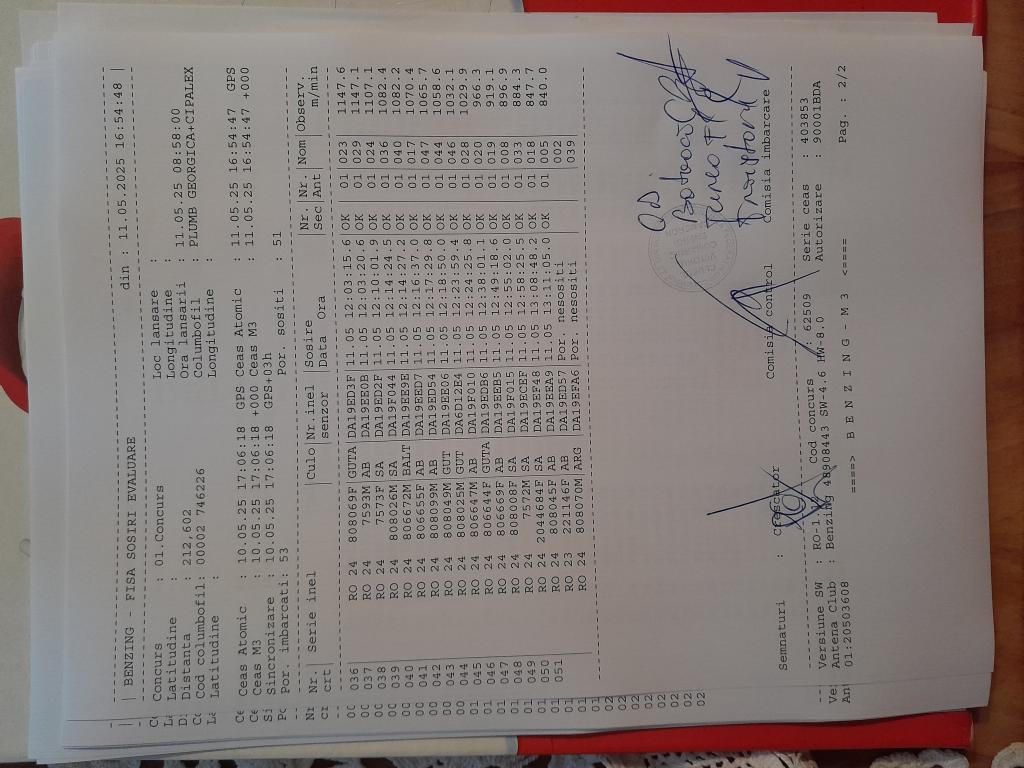 | BENZING - FISA SOSIRI EVALUARE din : 11.05.2025 16:54:48 |
Concurs : 01.Concurs Loc lansare :
Latitudine : Longitudine :
Distanta : 212,602 Ora lansarii : 11.05.25 08:58:00
Cod columbofil: 00002 746226 Columbofil : PLUMB GEORGICA+CIPALEX
Latitudine : Longitudine :
Ceas Atomic : 10.05.25 17:06:18 GPS Ceas Atomic : 11.05.25 16:54:47 GPS
Ceas M3 : 10.05.25 17:06:18 +000 Ceas M3 : 11.05.25 16:54:47 +000
Sincronizare : 10.05.25 17:06:18 GPS+03h
Por. imbarcati: 53 Por. sositi : 51
Nr.| Serie inel |Culo|Nr.inel |Sosire |Nr.|Nr |Nom|Observ.
crt| | |senzor |Data Ora |Sec|Ant| |m/min
036 RO 24 808069F GUTA DA19ED3F 11.05 12:03:15.6 OK 01 023 1147.6
037 RO 24 7593M AB DA19EE0B 11.05 12:03:20.6 OK 01 029 1147.1
038 RO 24 7573F SA DA19ED2F 11.05 12:10:01.9 OK 01 024 1107.1
039 RO 24 808026M SA DA19F044 11.05 12:14:24.5 OK 01 036 1082.4
040 RO 24 806672M BALT DA19EE9E 11.05 12:14:27.2 OK 01 040 1082.2
041 RO 24 806655F AB DA19EED7 11.05 12:16:37.0 OK 01 017 1070.4
042 RO 24 808099M AB DA19ED54 11.05 12:17:29.8 OK 01 047 1065.7
043 RO 24 808049M GUT DA19EE06 11.05 12:18:50.0 OK 01 044 1058.6
044 RO 24 808025M GUT DA6D12E4 11.05 12:23:59.4 OK 01 046 1032.1
045 RO 24 806647M AB DA19F010 11.05 12:24:25.8 OK 01 028 1029.9
046 RO 24 806644F GUTA DA19EDB6 11.05 12:38:01.1 OK 01 020 966.3
047 RO 24 806669F AB DA19EEB5 11.05 12:49:18.6 OK 01 019 919.1
048 RO 24 808008F SA DA19F015 11.05 12:55:02.0 OK 01 008 896.9
049 RO 24 7572M SA DA19ECEF 11.05 12:58:25.5 OK 01 033 884.3
050 RO 24 2044684F SA DA19EF48 11.05 13:08:48.2 OK 01 018 847.7
051 RO 24 808045F AB DA19EEA9 11.05 13:11:05.0 OK 01 005 840.0
RO 23 221146F AB DA19ED57 Por. nesositi 002
RO 24 808070M ARG DA19EFA6 Por. nesositi 039
Semnaturi : Crescator Comisia control Comisia imbarcare
Versiune SW : RO-1. cod concurs : 62509 Serie ceas : 403853
Antena Club : Benzing 48908443 SW-4.6 HW-8.0 Autorizare : 90001BDA
01:20503608
====> B E N Z I N G - M 3 <==== Pag. : 2/2